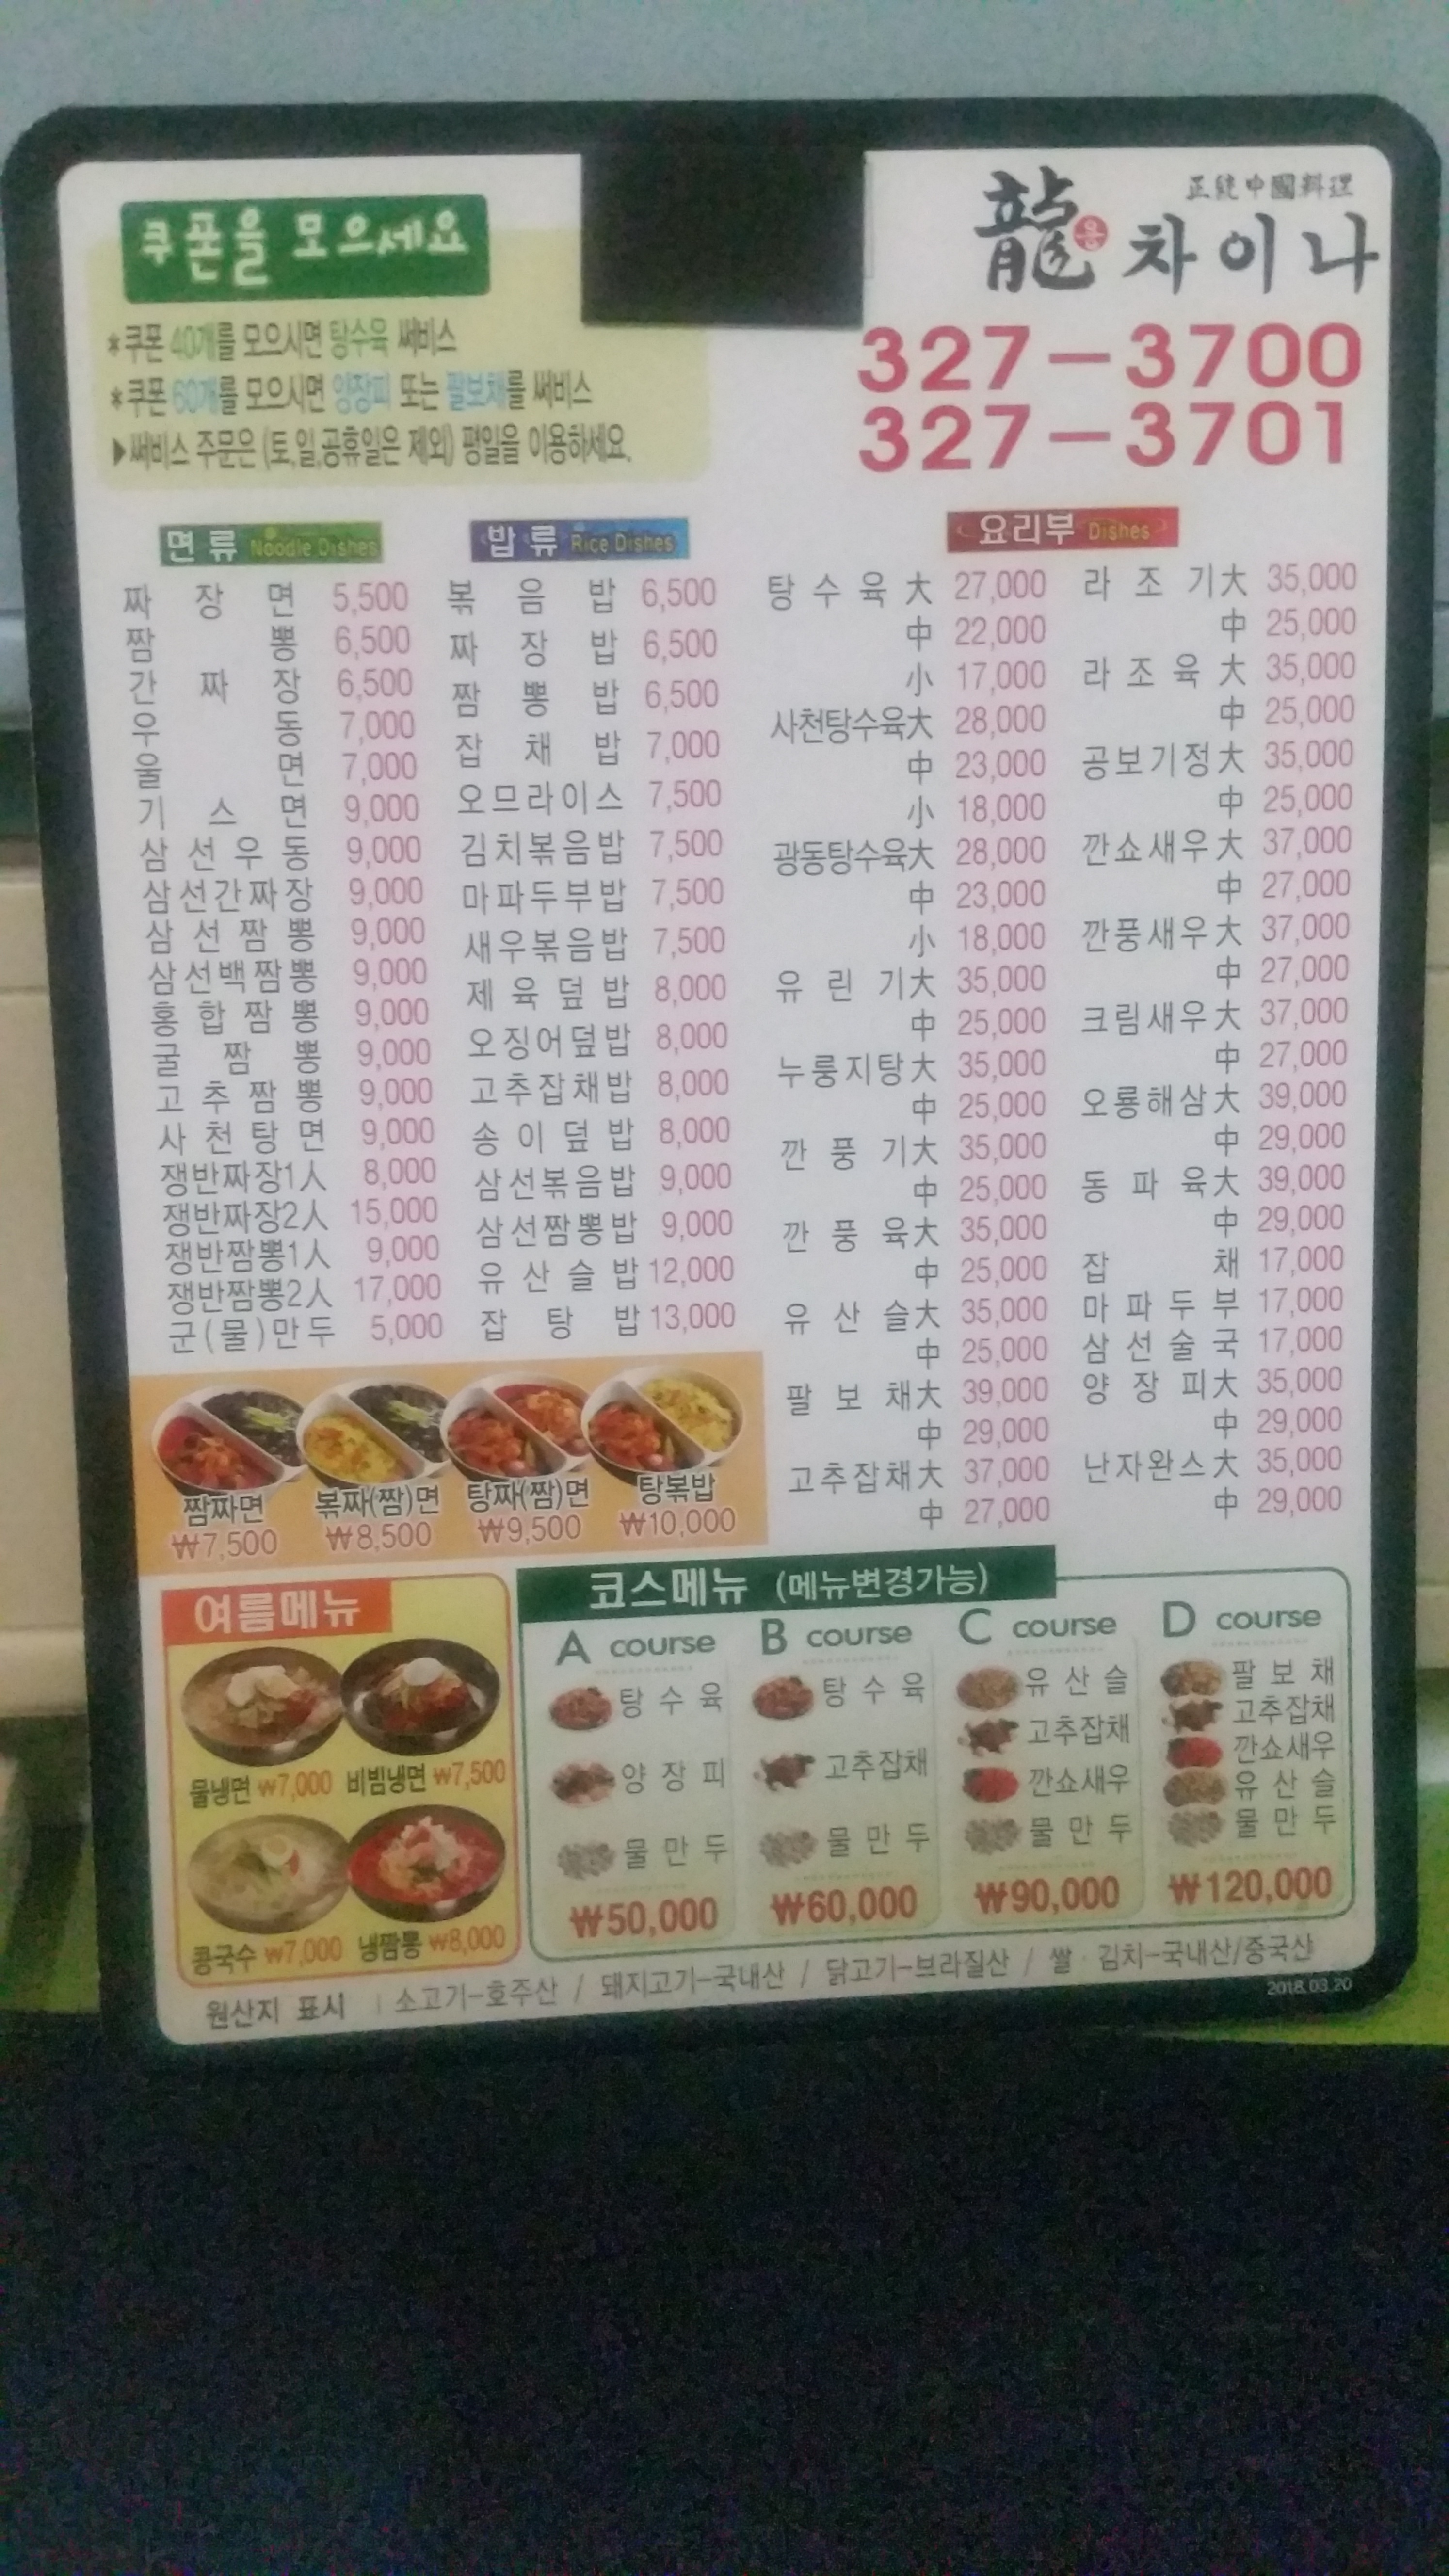 쿠폰을 모으세요
*쿠폰 40개를 모으시면 탕수육 써비스
*쿠폰 60개를 모으시면 양장피 또는 팔보채를 써비스
▶써비스 주문은 (토,일,공휴일은 제외) 평일을 이용하세요.
正統中國料理
龍 용 차이나
327-3700
327-3701
면류 Noodle Dishes
짜장면 5,500
짬뽕 6,500
간짜장 6,500
우동 7,000
울면 7,000
기스면 9,000
삼선우동 9,000
삼선간짜장 9,000
삼선짬뽕 9,000
삼선백짬뽕 9,000
홍합짬뽕 9,000
굴짬뽕 9,000
고추짬뽕 9,000
사천탕면 9,000
쟁반짜장1人 8,000
쟁반짜장2人 15,000
쟁반짬뽕1人 9,000
쟁반짬뽕2人 17,000
군(물)만두 5,000
밥류 Rice Dishes
볶음밥 6,500
짜장밥 6,500
짬뽕밥 6,500
잡채밥 7,000
오므라이스 7,500
김치볶음밥 7,500
마파두부밥 7,500
새우볶음밥 7,500
제육덮밥 8,000
오징어덮밥 8,000
고추잡채밥 8,000
송이덮밥 8,000
삼선볶음밥 9,000
삼선짬뽕밥 9,000
유산슬밥 12,000
잡탕밥 13,000
요리부 Dishes
탕수육大 27,000
中 22,000
小 17,000
사천탕수육大 28,000
中 23,000
小 18,000
광동탕수육大 28,000
中 23,000
小 18,000
유린기大 35,000
中 25,000
누룽지탕大 35,000
中 25,000
깐풍기大 35,000
中 25,000
깐풍육大 35,000
中 25,000
유산슬大 35,000
中 25,000
팔보채大 39,000
中 29,000
고추잡채大 37,000
中 27,000
라조기大 35,000
中 25,000
라조육大 35,000
中 25,000
공보기정大 35,000
中 25,000
깐쇼새우大 37,000
中 27,000
깐풍새우大 37,000
中 27,000
크림새우大 37,000
中 27,000
오룡해삼大 39,000
中 29,000
동파육大 39,000
中 29,000
잡채 17,000
마파두부 17,000
삼선술국 17,000
양장피大 35,000
中 29,000
난자완스大 35,000
中 29,000
짬짜면 볶짜(짬)면 탕짜(짬)면 탕볶밥
₩7,500 ₩8,500 ₩9,500 ₩10,000
여름메뉴
물냉면 ₩7,000 비빔냉면 ₩7,500
콩국수 ₩7,000 냉짬뽕 ₩8,000
코스메뉴 (메뉴변경가능)
A course
탕수육
양장피
물만두
₩50,000
B course
탕수육
고추잡채
물만두
₩60,000
C course
유산슬
고추잡채
깐쇼새우
물만두
₩90,000
D course
팔보채
고추잡채
깐쇼새우
유산슬
물만두
₩120,000
원산지 표시 | 소고기-호주산 / 돼지고기-국내산 / 닭고기-브라질산 / 쌀·김치-국내산/중국산
2018.03.20